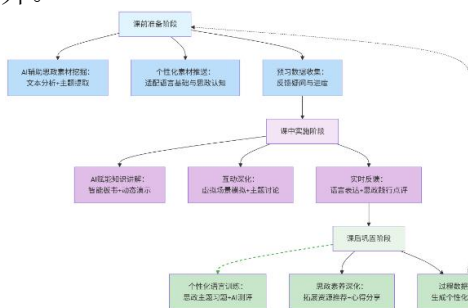 升。
课前准备阶段
AI辅助思政素材挖掘：
文本分析+主题提取
个性化素材推送：
适配语言基础与思政认知
预习数据收集：
反馈疑问与进度
课中实施阶段
AI赋能知识讲解：
智能板书+动态演示
互动深化：
虚拟场景模拟+主题讨论
实时反馈：
语言表达+思政践行点评
课后巩固阶段
个性化语言训练：
思政主题习题+AI测评
思政素养深化：
拓展资源推荐+心得分享
过程数据
生成个性化